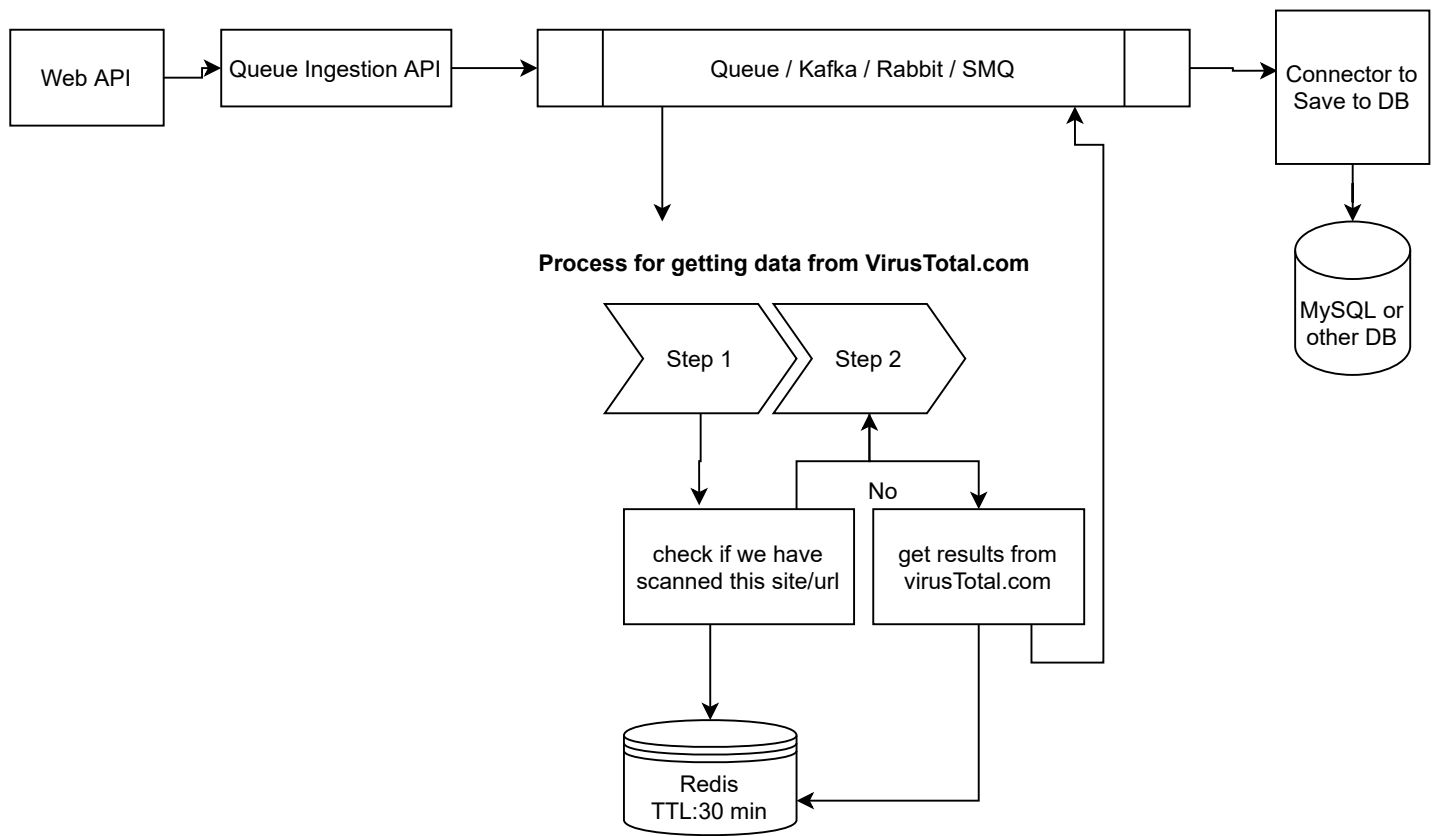 Web API
Queue Ingestion API
Queue / Kafka / Rabbit / SMQ
Connector to
Save to DB
MySQL or
other DB
Process for getting data from VirusTotal.com
Step 1
Step 2
No
check if we have
scanned this site/url
get results from
virusTotal.com
Redis
TTL:30 min